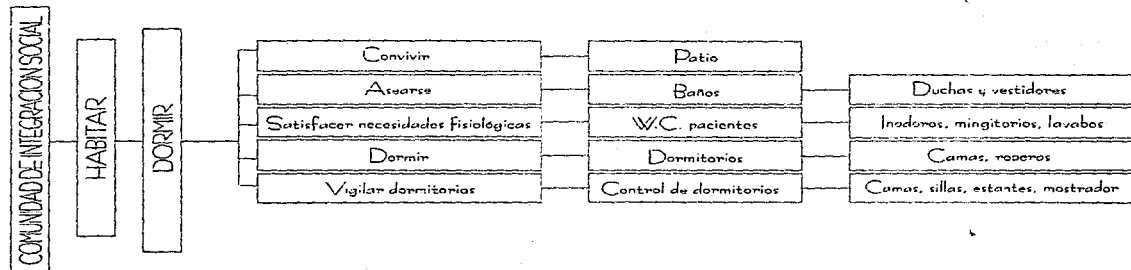 COMUNIDAD DE INTEGRACION SOCIAL
HABITAR
DORMIR
Convivir
Patio
Asearse
Baños
Duchas y vestidores
Satisfacer necesidades fisiológicas
W.C. pacientes
Inodoros, mingitorios, lavabos
Dormir
Dormitorios
Camas, roperos
Vigilar dormitorios
Control de dormitorios
Camas, sillas, estantes, mostrador